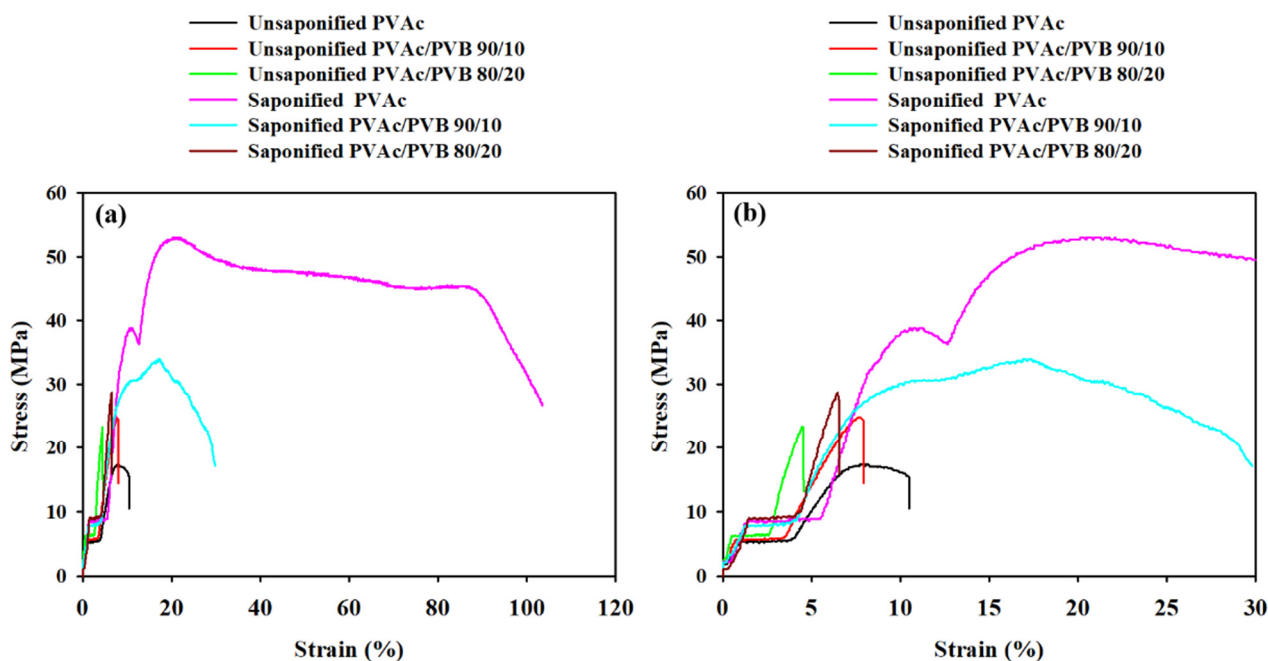 Unsaponified PVAc
Unsaponified PVAc/PVB 90/10
Unsaponified PVAc/PVB 80/20
Saponified  PVAc
Saponified PVAc/PVB 90/10
Saponified PVAc/PVB 80/20
(a)
Stress (MPa)
60
50
40
30
20
10
0
0 20 40 60 80 100 120
Strain (%)
Unsaponified PVAc
Unsaponified PVAc/PVB 90/10
Unsaponified PVAc/PVB 80/20
Saponified  PVAc
Saponified PVAc/PVB 90/10
Saponified PVAc/PVB 80/20
(b)
Stress (MPa)
60
50
40
30
20
10
0
0 5 10 15 20 25 30
Strain (%)